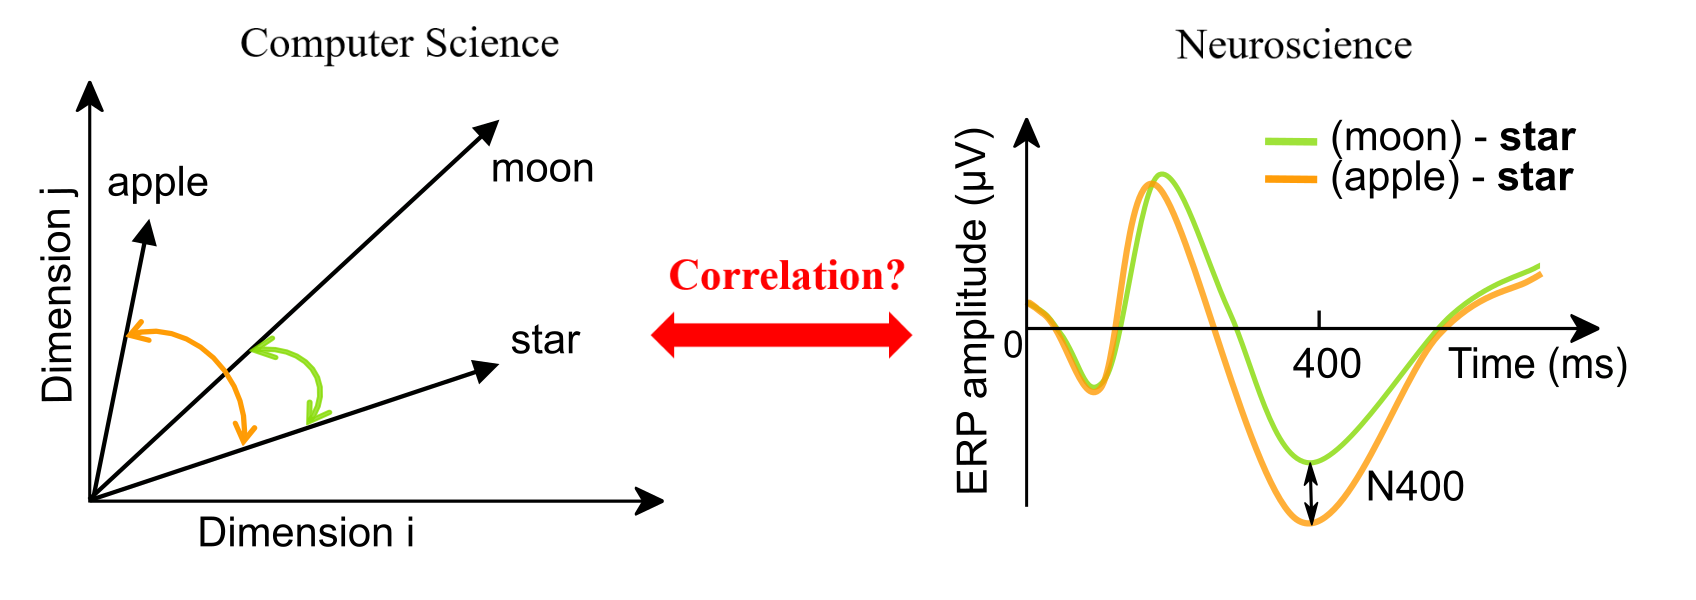 Computer Science
apple
moon
star
Dimension j
Dimension i
Correlation?
Neuroscience
(moon) - star
(apple) - star
ERP amplitude (μV)
0
400
Time (ms)
N400